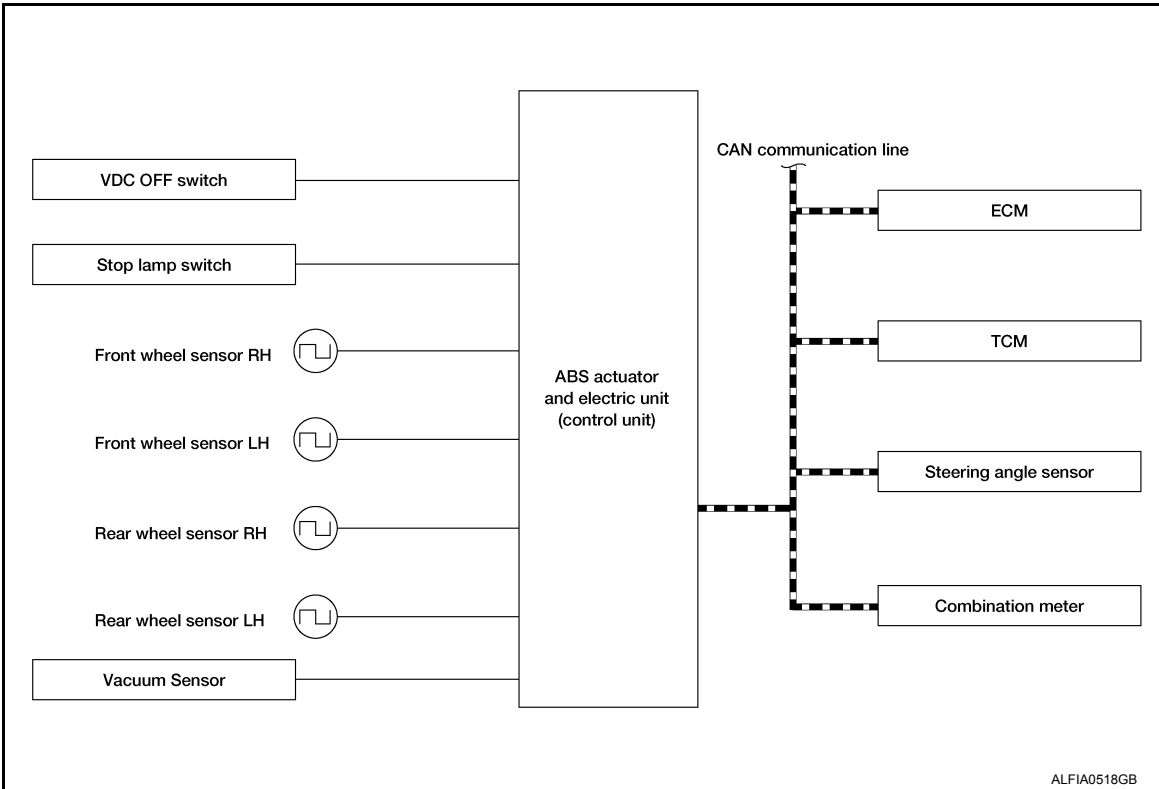 VDC OFF switch
Stop lamp switch
Front wheel sensor RH
Front wheel sensor LH
Rear wheel sensor RH
Rear wheel sensor LH
Vacuum Sensor
ABS actuator
and electric unit
(control unit)
CAN communication line
ECM
TCM
Steering angle sensor
Combination meter
ALFIA0518GB